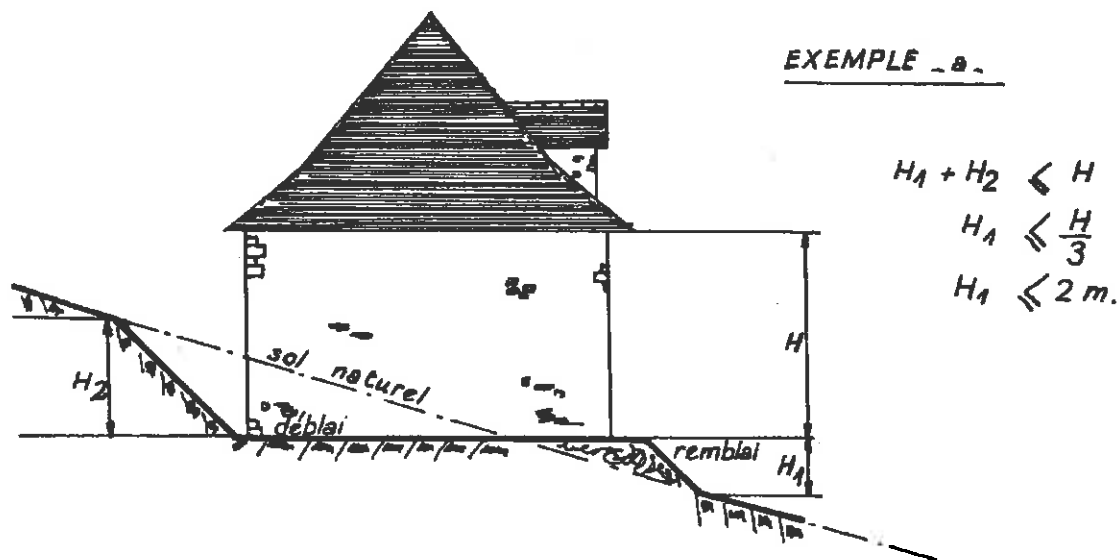 EXEMPLE _a_
H1 + H2 ⩽ H
H1 ⩽ H/3
H1 ⩽ 2 m.
H
H2
sol naturel
déblai
remblai
H1